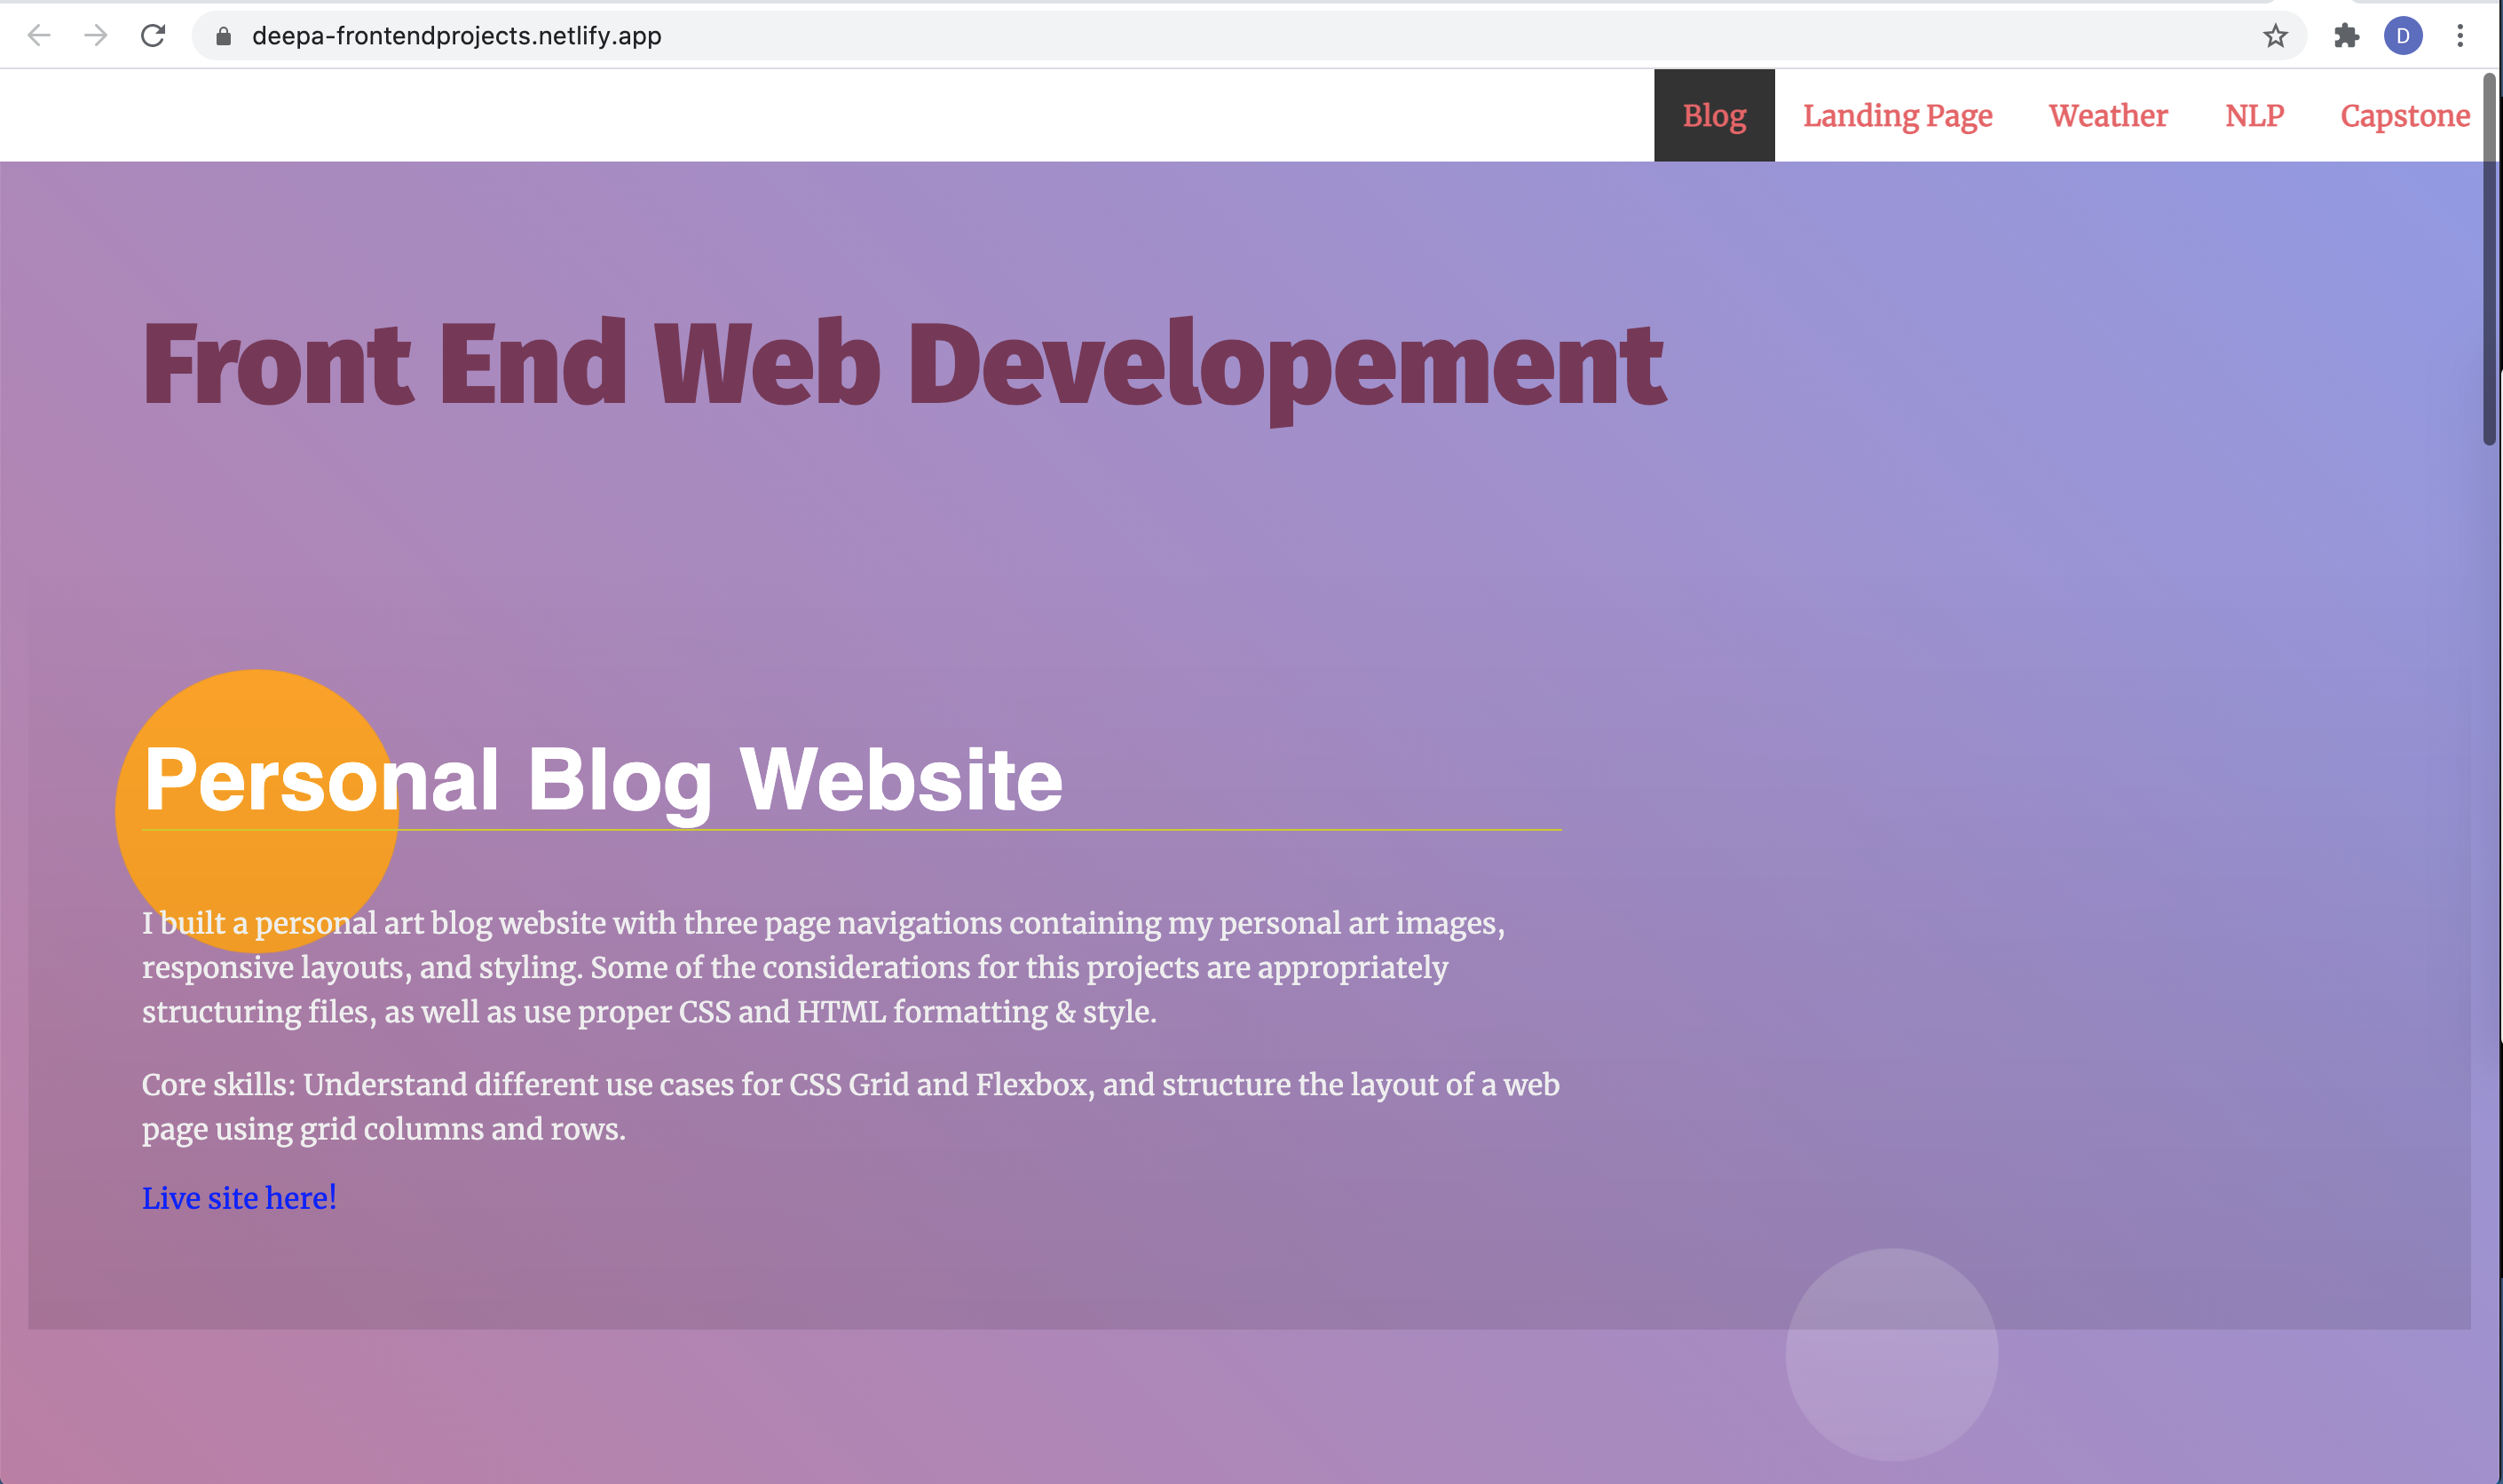 deepa-frontendprojects.netlify.app
D
Blog Landing Page Weather NLP Capstone
Front End Web Developement
Personal Blog Website
I built a personal art blog website with three page navigations containing my personal art images,
responsive layouts, and styling. Some of the considerations for this projects are appropriately
structuring files, as well as use proper CSS and HTML formatting & style.
Core skills: Understand different use cases for CSS Grid and Flexbox, and structure the layout of a web
page using grid columns and rows.
Live site here!